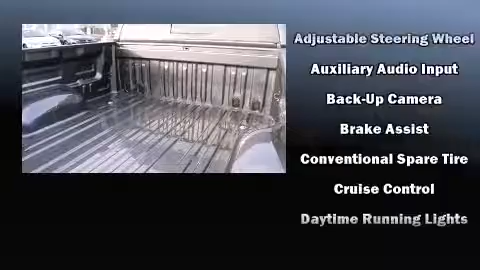 Adjustable Steering Wheel
Auxiliary Audio Input
Back-Up Camera
Brake Assist
Conventional Spare Tire
Cruise Control
Daytime Running Lights